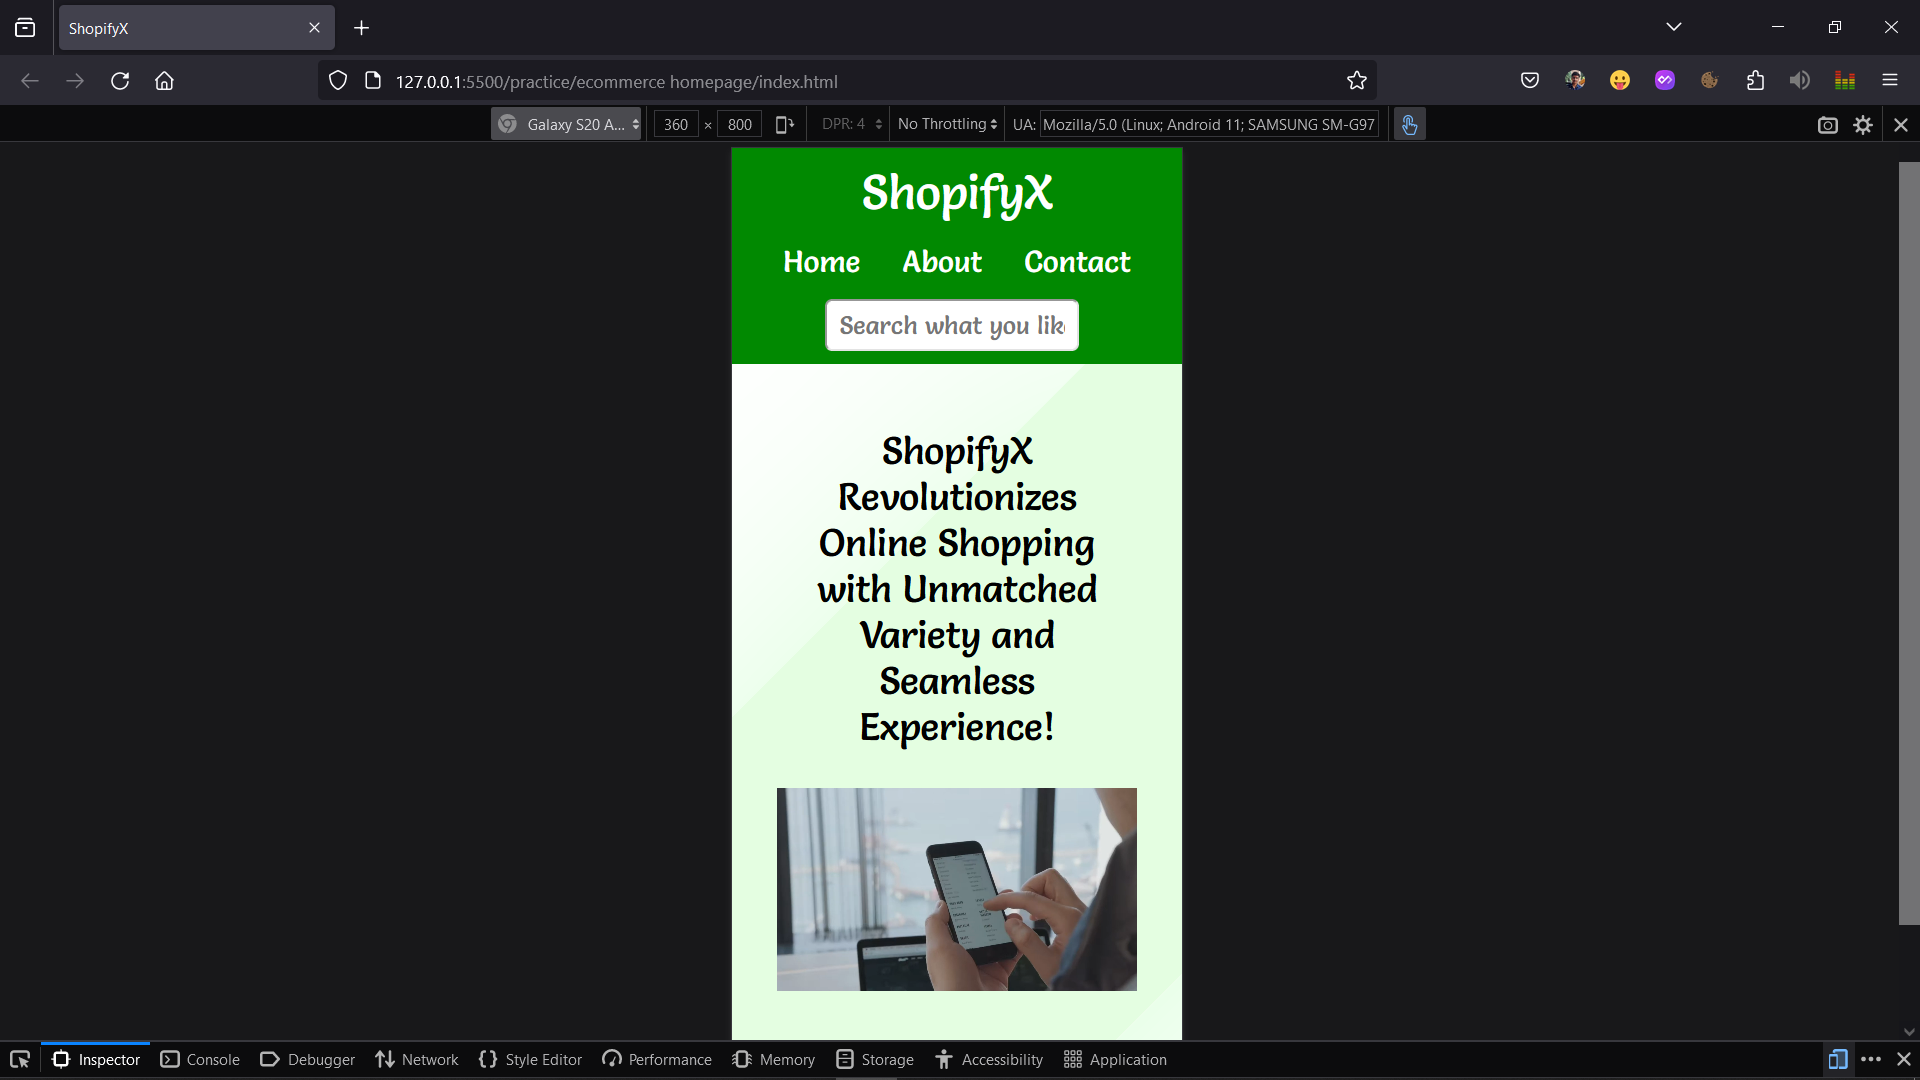 ShopifyX
127.0.0.1:5500/practice/ecommerce homepage/index.html
Galaxy S20 A... 360 × 800 DPR: 4 No Throttling UA: Mozilla/5.0 (Linux; Android 11; SAMSUNG SM-G97
ShopifyX
Home About Contact
Search what you lik
ShopifyX
Revolutionizes
Online Shopping
with Unmatched
Variety and
Seamless
Experience!
Inspector Console Debugger Network Style Editor Performance Memory Storage Accessibility Application